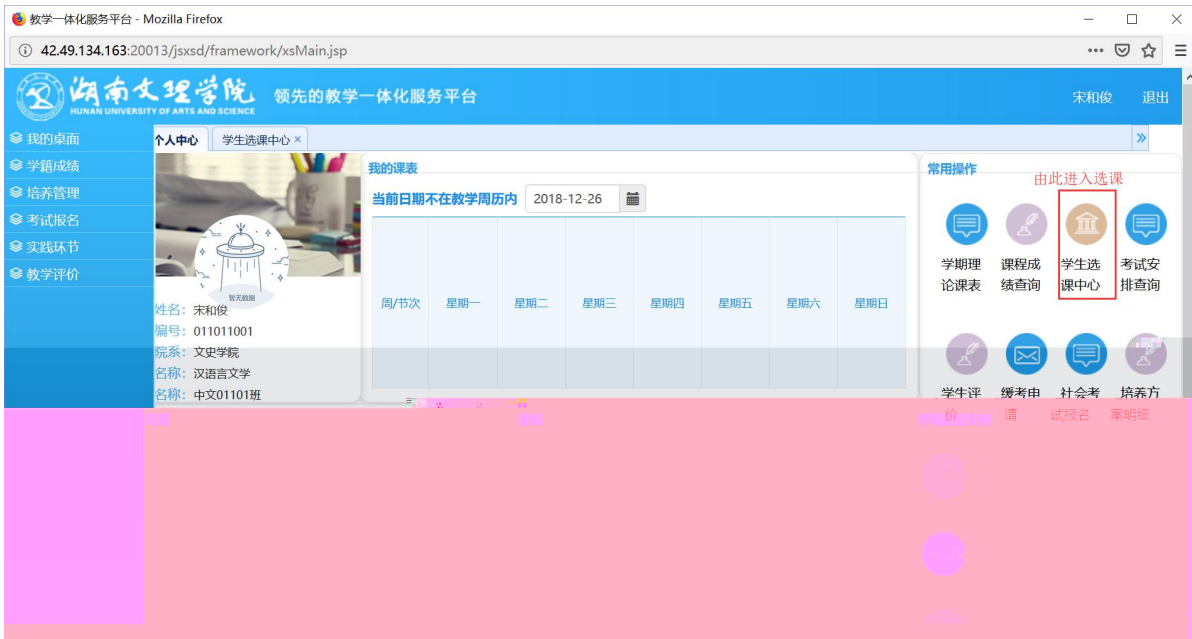 教学一体化服务平台 - Mozilla Firefox
42.49.134.163:20013/jsxsd/framework/xsMain.jsp
湖南文理学院
HUNAN UNIVERSITY OF ARTS AND SCIENCE
领先的教学一体化服务平台
宋和俊 退出
我的桌面
学籍成绩
培养管理
考试报名
实践环节
教学评价
个人中心 学生选课中心 ×
暂无数据
姓名: 宋和俊
编号: 011011001
院系: 文史学院
名称: 汉语言文学
名称: 中文01101班
我的课表
当前日期不在教学周历内 2018-12-26
周/节次 星期一 星期二 星期三 星期四 星期五 星期六 星期日
常用操作
由此进入选课
学期理论课表
课程成绩查询
学生选课中心
考试安排查询
学生评价
缓考申请
社会考试报名
培养方案明细